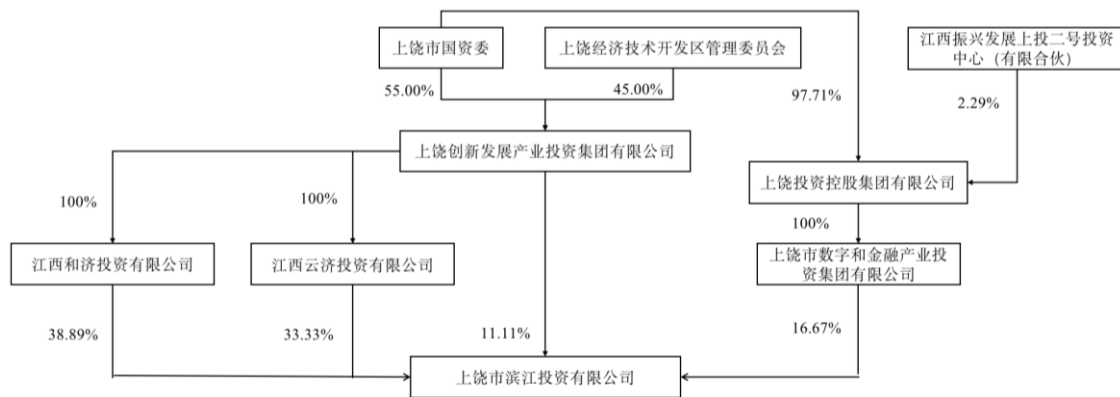 上饶市国资委
上饶经济技术开发区管理委员会
江西振兴发展上投二号投资
中心（有限合伙）
55.00%
45.00%
97.71%
2.29%
上饶创新发展产业投资集团有限公司
上饶投资控股集团有限公司
100%
100%
100%
江西和济投资有限公司
江西云济投资有限公司
上饶市数字和金融产业投
资集团有限公司
38.89%
33.33%
11.11%
16.67%
上饶市滨江投资有限公司